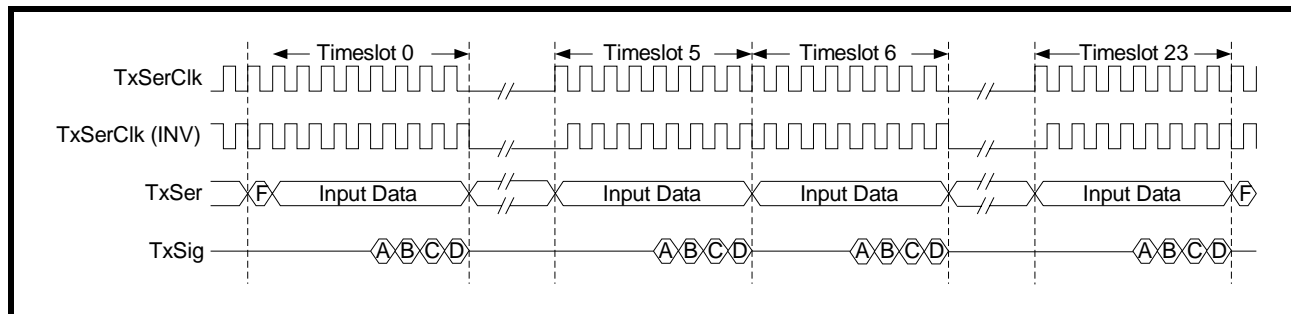 Timeslot 0 Timeslot 5 Timeslot 6 Timeslot 23
TxSerClk
TxSerClk (INV)
TxSer F Input Data Input Data Input Data Input Data F
TxSig A B C D A B C D A B C D A B C D